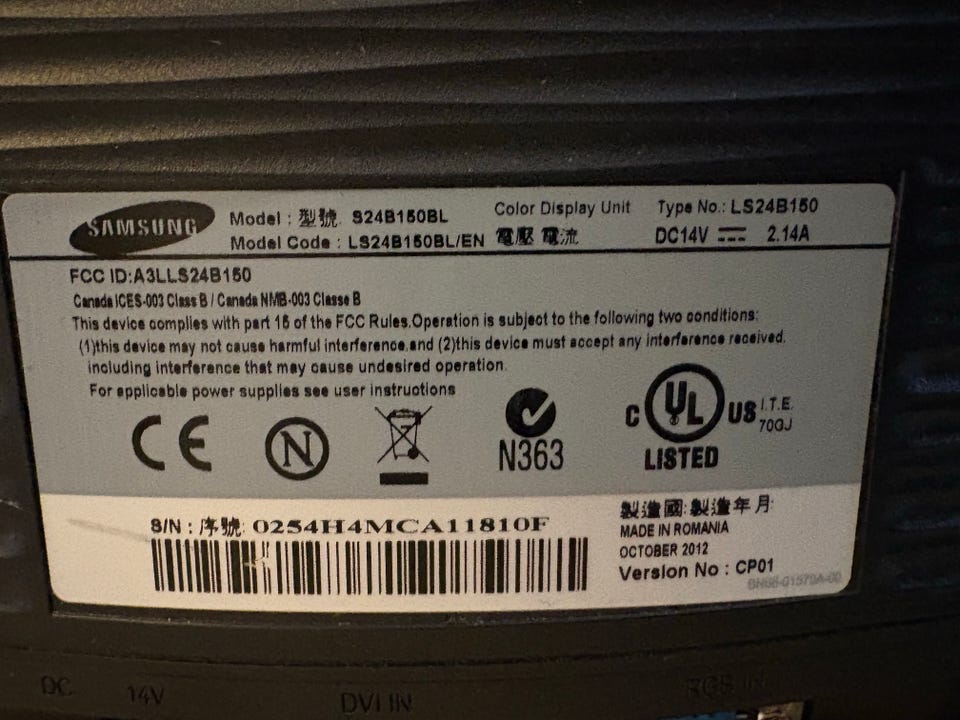 SAMSUNG
Model : 型號 S24B150BL Color Display Unit Type No.: LS24B150
Model Code : LS24B150BL/EN 電壓 電流 DC14V 2.14A
FCC ID:A3LLS24B150
Canada ICES-003 Class B / Canada NMB-003 Classe B
This device complies with part 15 of the FCC Rules.Operation is subject to the following two conditions:
(1)this device may not cause harmful interference,and (2)this device must accept any interference received,
including interference that may cause undesired operation.
For applicable power supplies see user instructions
CE N N363 C UL US I.T.E.
70GJ
LISTED
S/N : 序號: 0254H4MCA11810F
製造國: 製造年月:
MADE IN ROMANIA
OCTOBER 2012
Version No : CP01
BN68-01570A-00
DC 14V DVI IN RGB IN